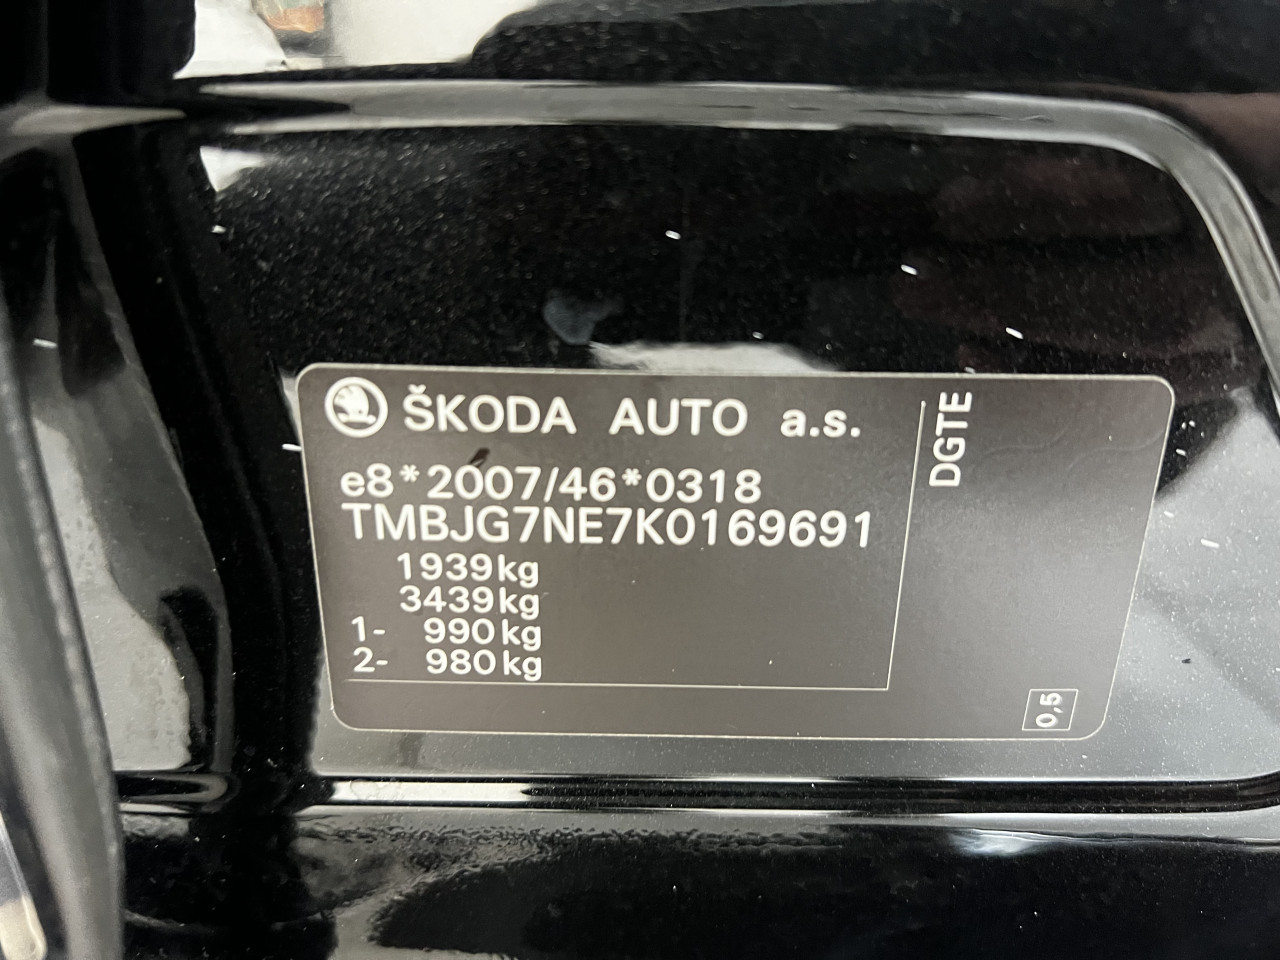 ŠKODA AUTO a.s.
e8*2007/46*0318
TMBJG7NE7K0169691
1939kg
3439kg
1- 990kg
2- 980kg
DGTE
0,5